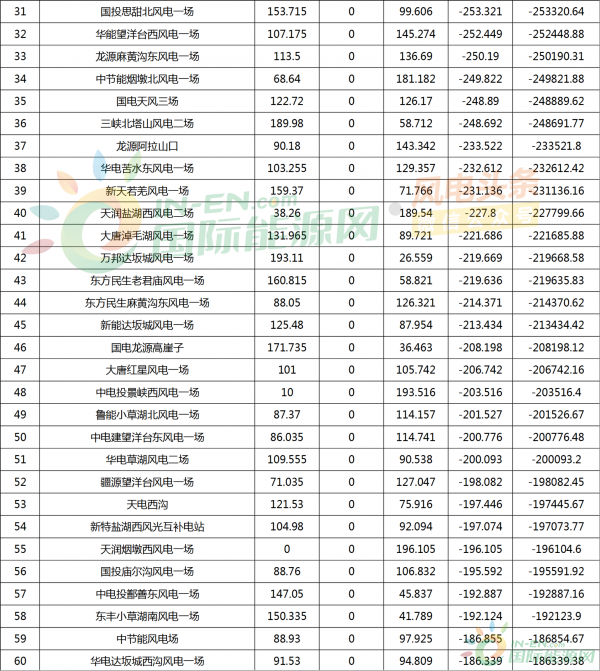 31 国投思甜北风电一场 153.715 0 99.606 -253.321 -253320.64
32 华能望洋台西风电一场 107.175 0 145.274 -252.449 -252448.88
33 龙源麻黄沟东风电一场 113.5 0 136.69 -250.19 -250190.31
34 中节能烟墩北风电一场 68.64 0 181.182 -249.822 -249821.88
35 国电天风三场 122.72 0 126.17 -248.89 -248889.62
36 三峡北塔山风电二场 189.98 0 58.712 -248.692 -248691.77
37 龙源阿拉山口 90.18 0 143.342 -233.522 -233521.8
38 华电苦水东风电一场 103.255 0 129.357 -232.612 -232612.42
39 新天若羌风电一场 159.37 0 71.766 -231.136 -231136.16
40 天润盐湖西风电二场 38.26 0 189.54 -227.8 -227799.66
41 大唐淖毛湖风电一场 131.965 0 89.721 -221.686 -221685.88
42 万邦达坂城风电一场 193.11 0 26.559 -219.669 -219668.58
43 东方民生老君庙风电一场 160.815 0 58.821 -219.636 -219635.83
44 东方民生麻黄沟东风电一场 88.05 0 126.321 -214.371 -214370.62
45 新能达坂城风电一场 125.48 0 87.954 -213.434 -213434.42
46 国电龙源高崖子 171.735 0 36.463 -208.198 -208198.12
47 大唐红星风电一场 101 0 105.742 -206.742 -206742.16
48 中电投景峡西风电一场 10 0 193.516 -203.516 -203516.4
49 鲁能小草湖北风电一场 87.37 0 114.157 -201.527 -201526.67
50 中电建望洋台东风电一场 86.035 0 114.741 -200.776 -200776.48
51 华电草湖风电二场 109.555 0 90.538 -200.093 -200093.2
52 疆源望洋台风电一场 71.035 0 127.047 -198.082 -198082.45
53 天电西沟 121.53 0 75.916 -197.446 -197445.67
54 新特盐湖西风光互补电站 104.98 0 92.094 -197.074 -197073.77
55 天润烟墩西风电一场 0 0 196.105 -196.105 -196104.6
56 国投庙尔沟风电一场 88.76 0 106.832 -195.592 -195591.92
57 中电投鄯善东风电一场 147.05 0 45.837 -192.887 -192887.16
58 东丰小草湖南风电一场 150.335 0 41.789 -192.124 -192123.9
59 中节能风电场 88.93 0 97.925 -186.855 -186854.67
60 华电达坂城西沟风电一场 91.53 0 94.809 -186.339 -186339.38
IN-EN.com
国际能源网
风电头条
国际能源网